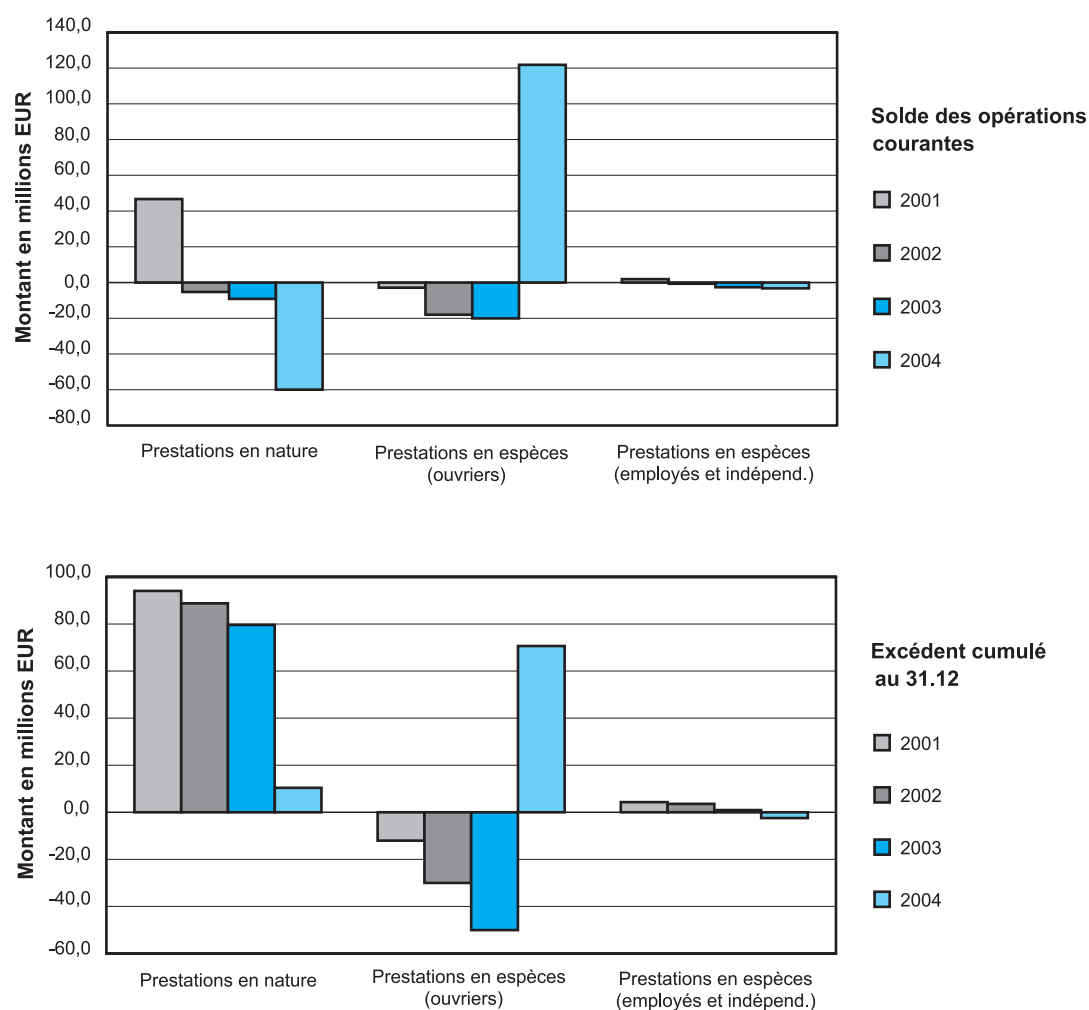 Montant en millions EUR
140,0
120,0
100,0
80,0
60,0
40,0
20,0
0,0
-20,0
-40,0
-60,0
-80,0
Prestations en nature
Prestations en espèces
(ouvriers)
Prestations en espèces
(employés et indépend.)
Solde des opérations
courantes
2001
2002
2003
2004
Montant en millions EUR
100,0
80,0
60,0
40,0
20,0
0,0
-20,0
-40,0
-60,0
Prestations en nature
Prestations en espèces
(ouvriers)
Prestations en espèces
(employés et indépend.)
Excédent cumulé
au 31.12
2001
2002
2003
2004